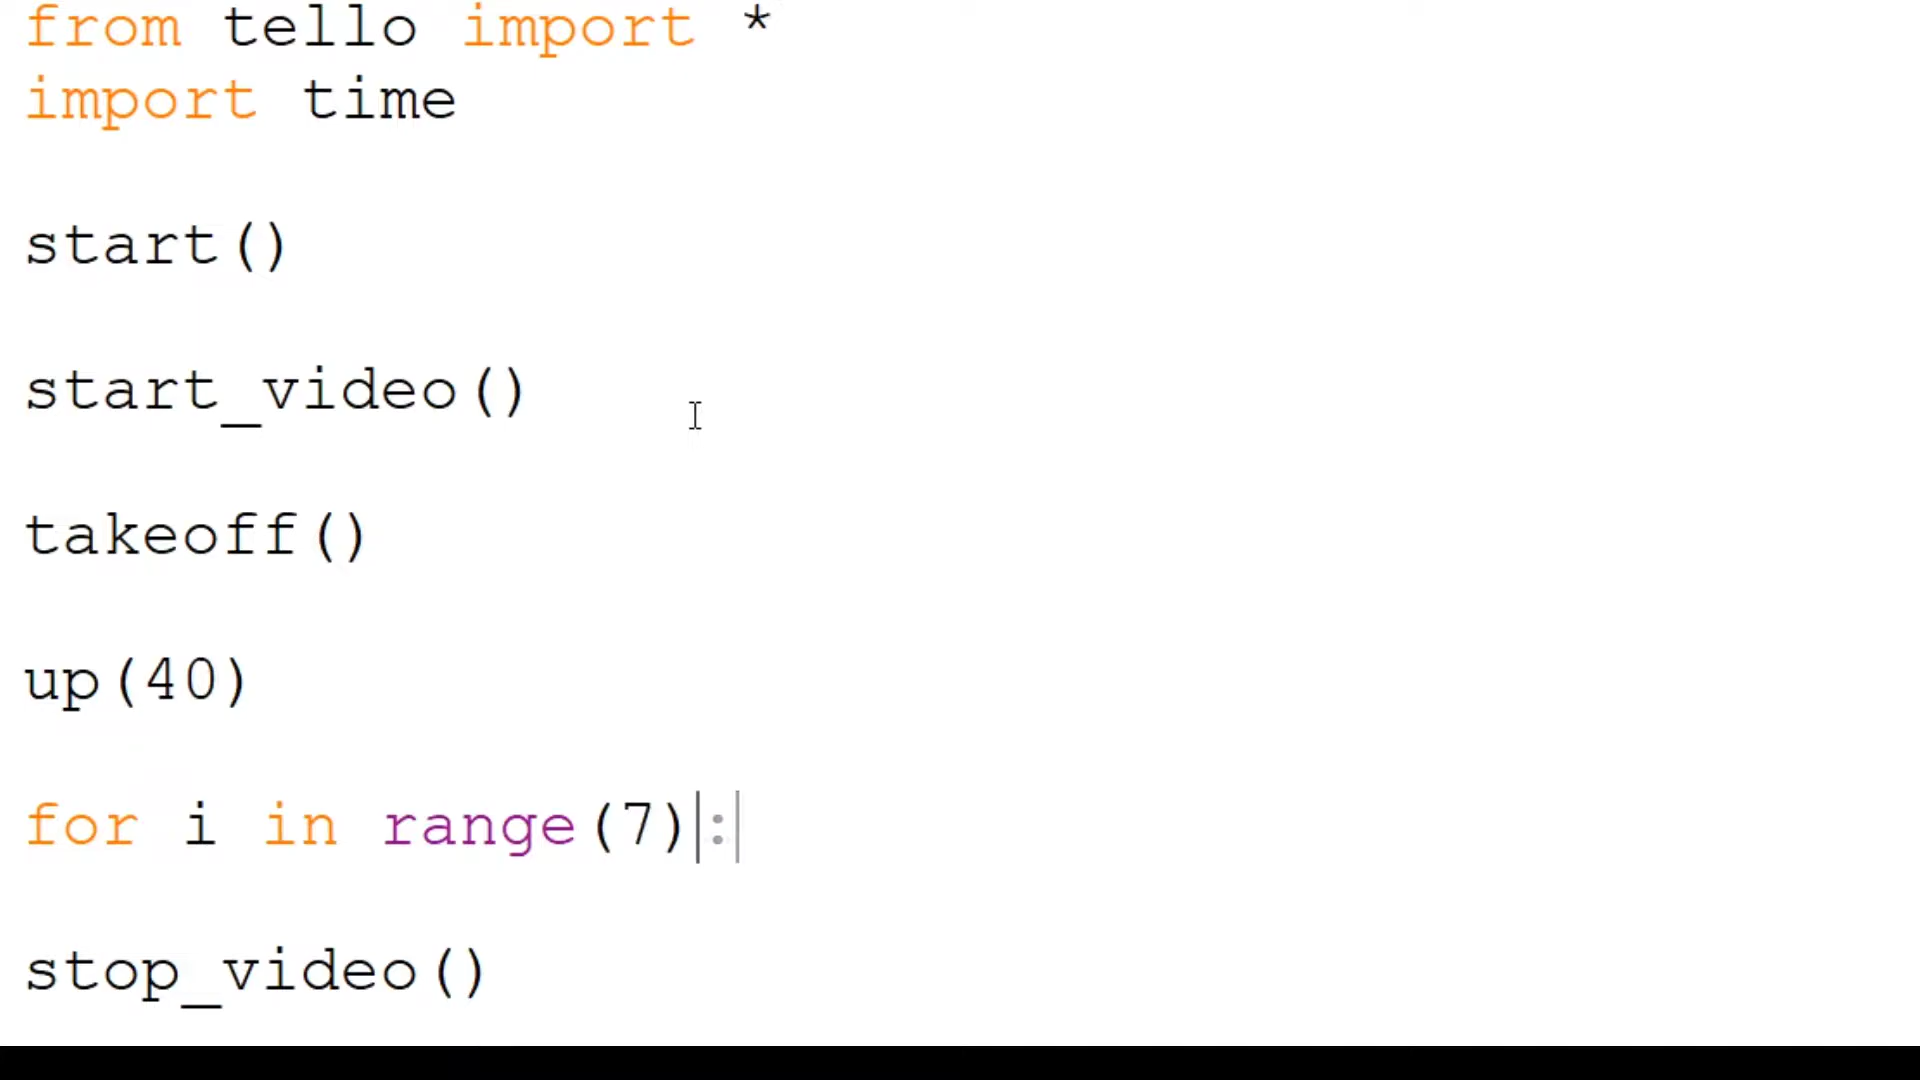 from tello import *
import time
start()
start_video()
takeoff()
up(40)
for i in range(7):
stop_video()